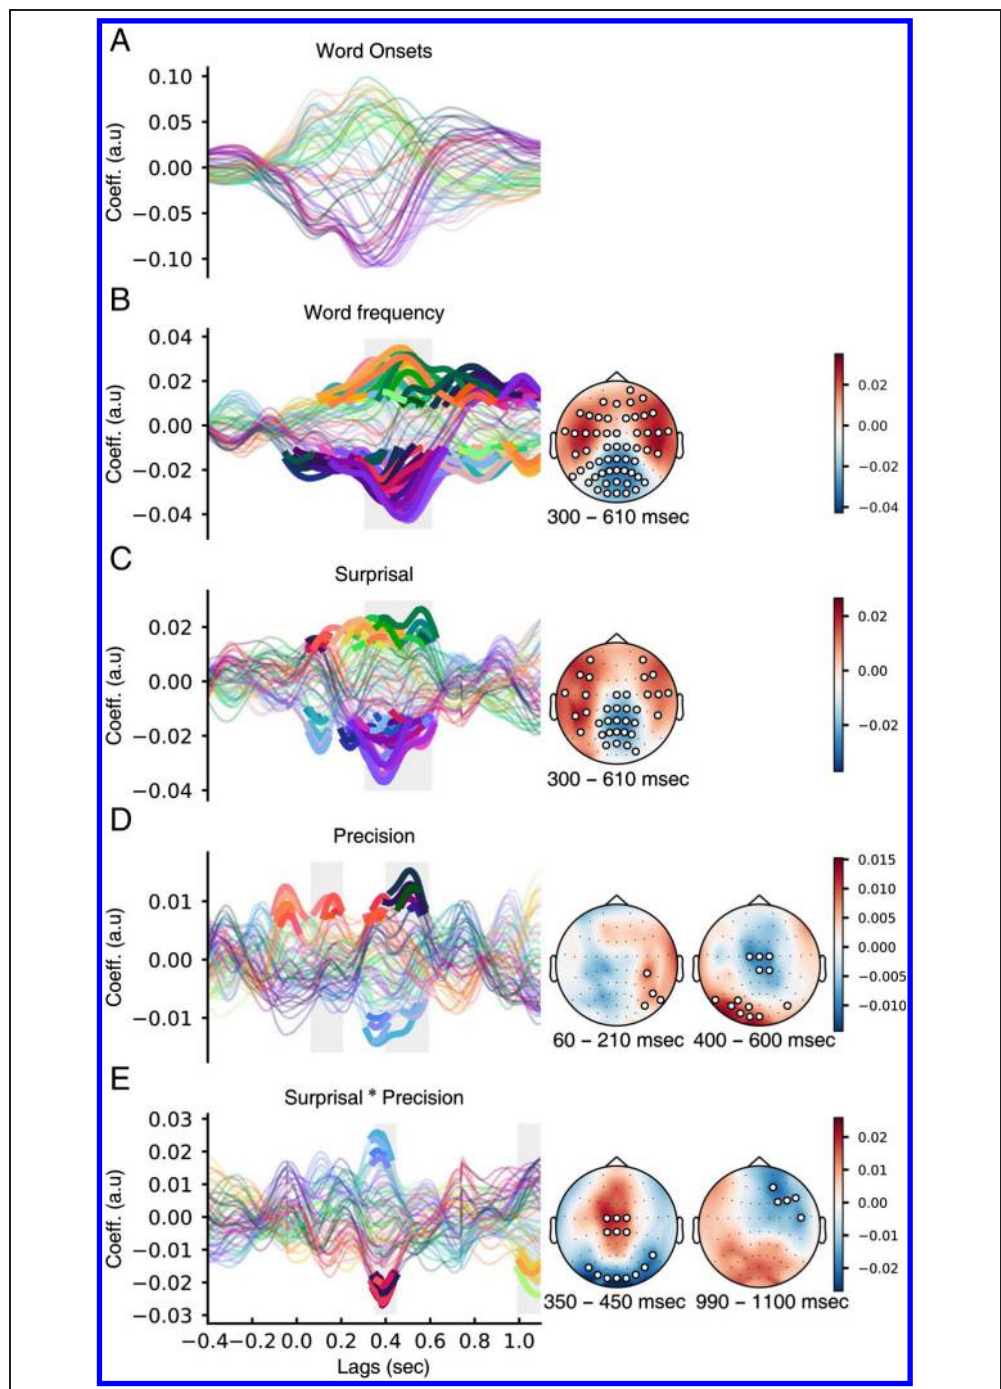 A
Word Onsets
0.10
0.05
0.00
−0.05
−0.10
Coeff. (a.u)
B
Word frequency
0.04
0.02
0.00
−0.02
−0.04
Coeff. (a.u)
300 – 610 msec
0.02
0.00
−0.02
−0.04
C
Surprisal
0.02
0.00
−0.02
−0.04
Coeff. (a.u)
300 – 610 msec
0.02
0.00
−0.02
D
Precision
0.01
0.00
−0.01
Coeff. (a.u)
60 – 210 msec 400 – 600 msec
0.015
0.010
0.005
0.000
−0.005
−0.010
E
Surprisal * Precision
0.03
0.02
0.01
0.00
−0.01
−0.02
−0.03
Coeff. (a.u)
−0.4 −0.2 0.0 0.2 0.4 0.6 0.8 1.0
Lags (sec)
350 – 450 msec 990 – 1100 msec
0.02
0.01
0.00
−0.01
−0.02